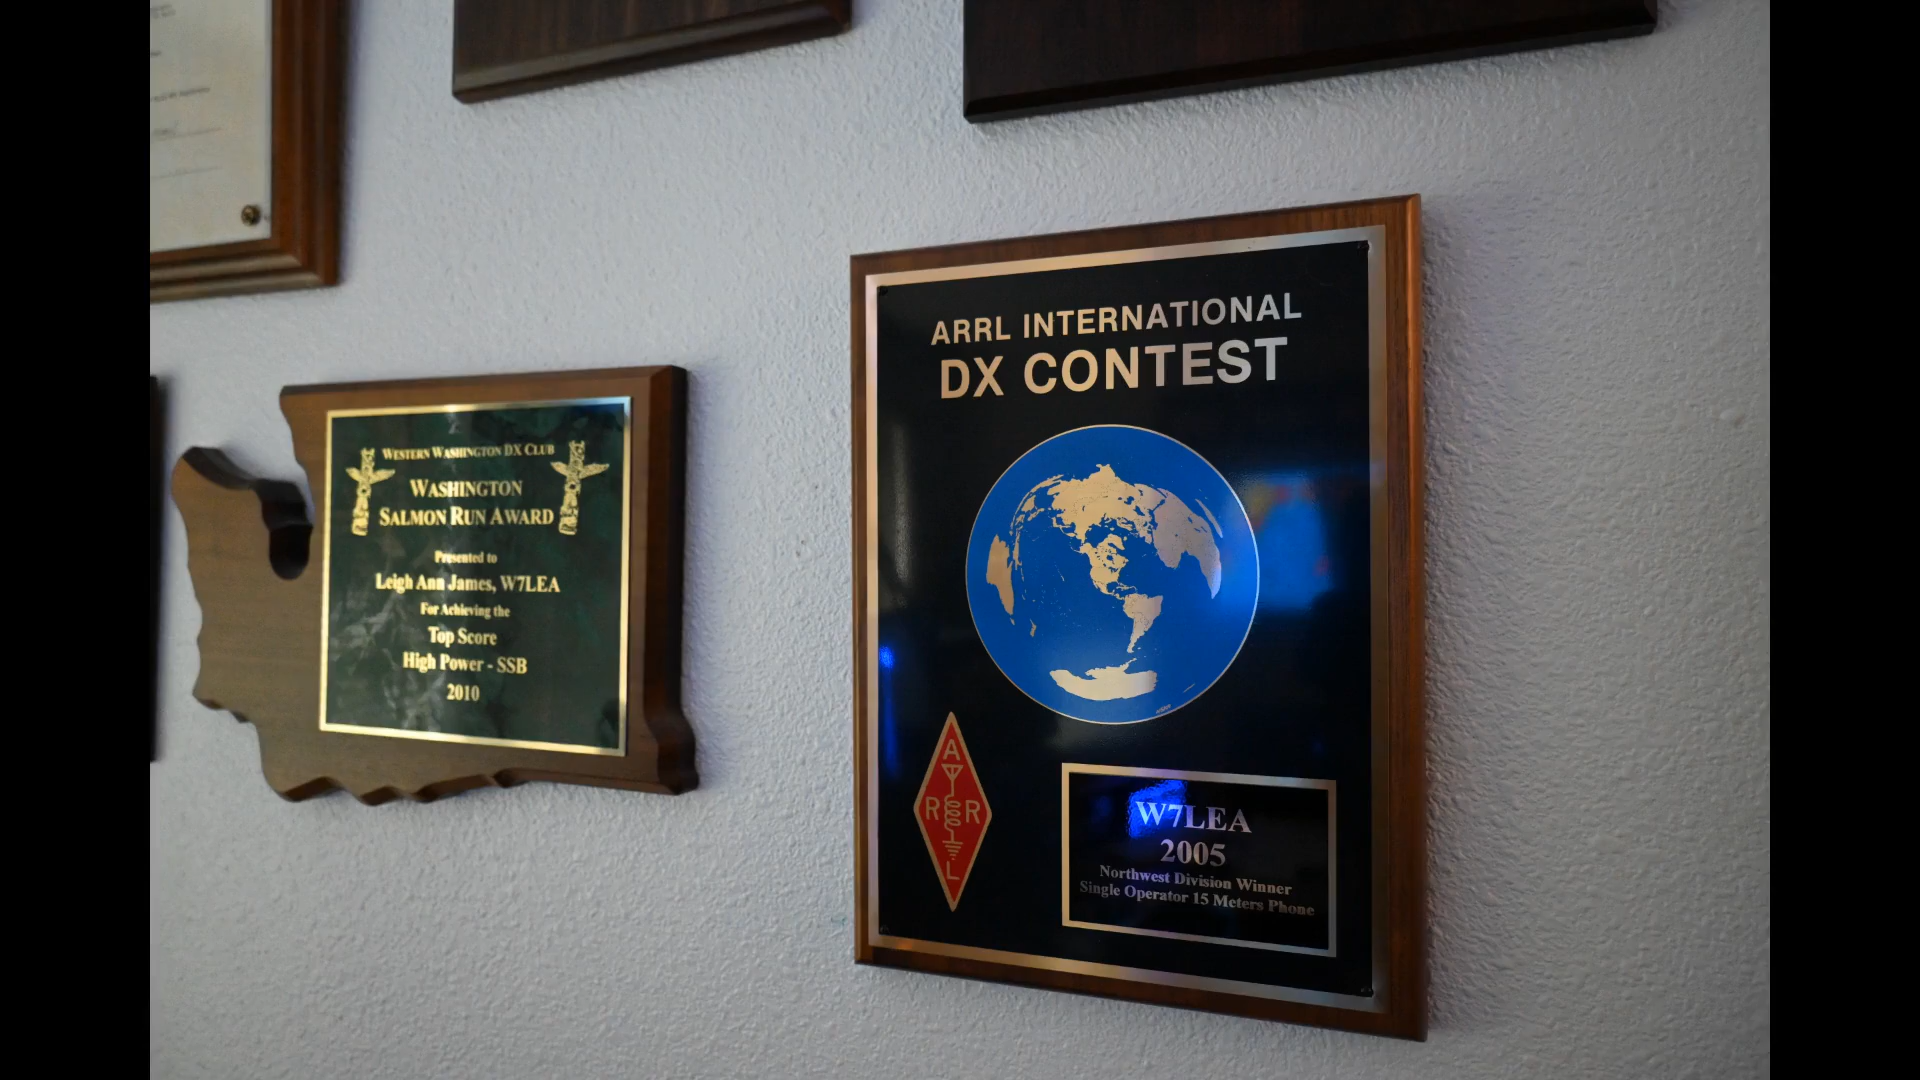 WESTERN WASHINGTON DX CLUB
WASHINGTON
SALMON RUN AWARD
Presented to
Leigh Ann James, W7LEA
For Achieving the
Top Score
High Power - SSB
2010
ARRL INTERNATIONAL
DX CONTEST
A
R R
L
W7LEA
2005
Northwest Division Winner
Single Operator 15 Meters Phone